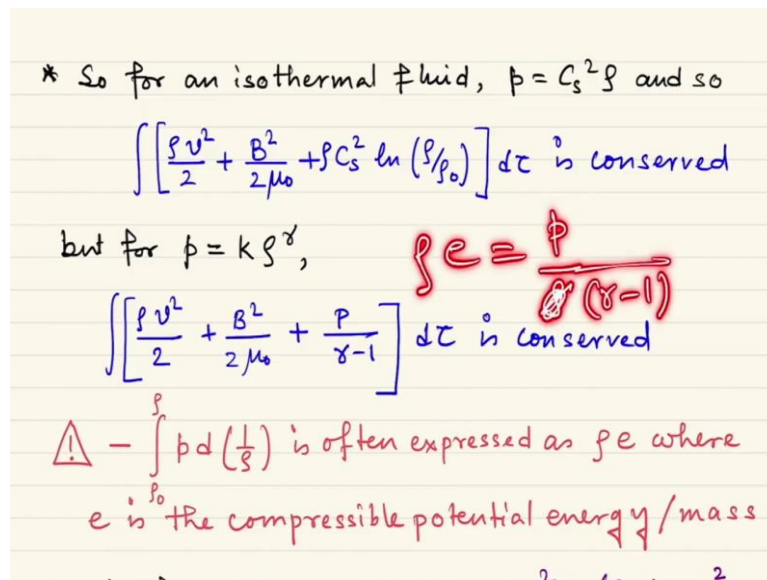 * So for an isothermal fluid, p = Cs²ρ and so
∫[ρv²/2 + B²/2μ₀ + ρCs² ln(ρ/ρ₀)] dτ is conserved
but for p = kρ^γ,
ρe = p/(γ-1)
∫[ρv²/2 + B²/2μ₀ + P/γ-1] dτ is conserved
⚠ - ∫_ρ₀^ρ p d(1/ρ) is often expressed as ρe where
e is the compressible potential energy/mass